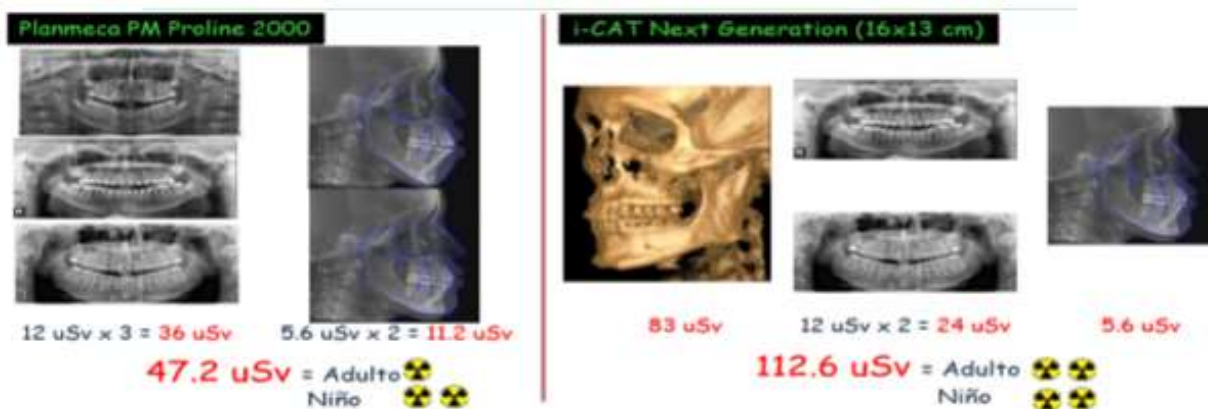 Planmeca PM Proline 2000
12 uSv x 3 = 36 uSv
5.6 uSv x 2 = 11.2 uSv
47.2 uSv = Adulto
Niño
i-CAT Next Generation (16x13 cm)
83 uSv
12 uSv x 2 = 24 uSv
5.6 uSv
112.6 uSv = Adulto
Niño